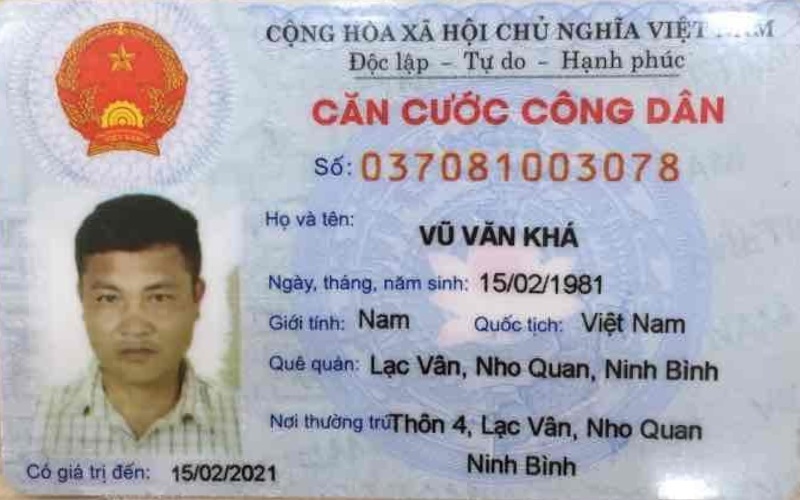 CỘNG HÒA XÃ HỘI CHỦ NGHĨA VIỆT NAM
Độc lập - Tự do - Hạnh phúc
CĂN CƯỚC CÔNG DÂN
Số: 037081003078
Họ và tên: VŨ VĂN KHÁ
Ngày, tháng, năm sinh: 15/02/1981
Giới tính: Nam Quốc tịch: Việt Nam
Quê quán: Lạc Vân, Nho Quan, Ninh Bình
Nơi thường trú: Thôn 4, Lạc Vân, Nho Quan
Ninh Bình
Có giá trị đến: 15/02/2021